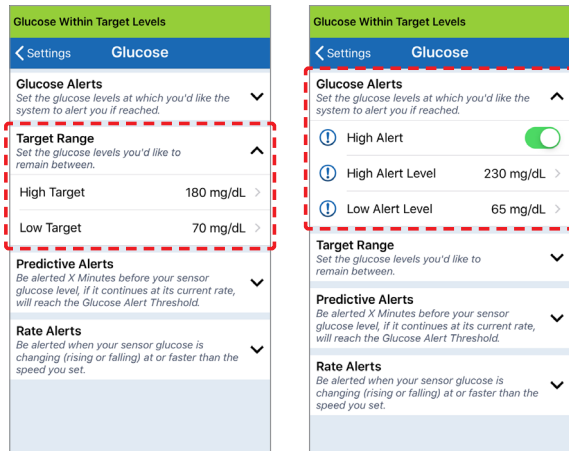 Glucose Within Target Levels
Settings
Glucose
Glucose Alerts
Set the glucose levels at which you'd like the
system to alert you if reached.
Target Range
Set the glucose levels you'd like to
remain between.
High Target 180 mg/dL
Low Target 70 mg/dL
Predictive Alerts
Be alerted X Minutes before your sensor
glucose level, if it continues at its current rate,
will reach the Glucose Alert Threshold.
Rate Alerts
Be alerted when your sensor glucose is
changing (rising or falling) at or faster than the
speed you set.
Glucose Within Target Levels
Settings
Glucose
Glucose Alerts
Set the glucose levels at which you'd like the
system to alert you if reached.
High Alert
High Alert Level 230 mg/dL
Low Alert Level 65 mg/dL
Target Range
Set the glucose levels you'd like to
remain between.
Predictive Alerts
Be alerted X Minutes before your sensor
glucose level, if it continues at its current rate,
will reach the Glucose Alert Threshold.
Rate Alerts
Be alerted when your sensor glucose is
changing (rising or falling) at or faster than the
speed you set.